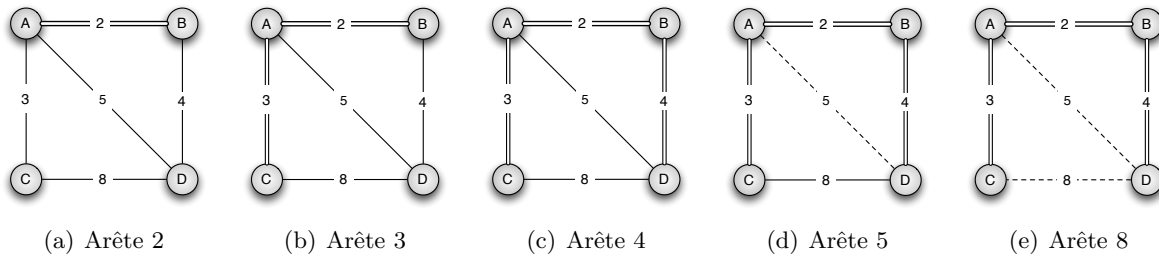 A 2 B A 2 B A 2 B A 2 B A 2 B
3 5 4 3 5 4 3 5 4 3 5 4 3 5 4
C 8 D C 8 D C 8 D C 8 D C 8 D
(a) Arête 2 (b) Arête 3 (c) Arête 4 (d) Arête 5 (e) Arête 8